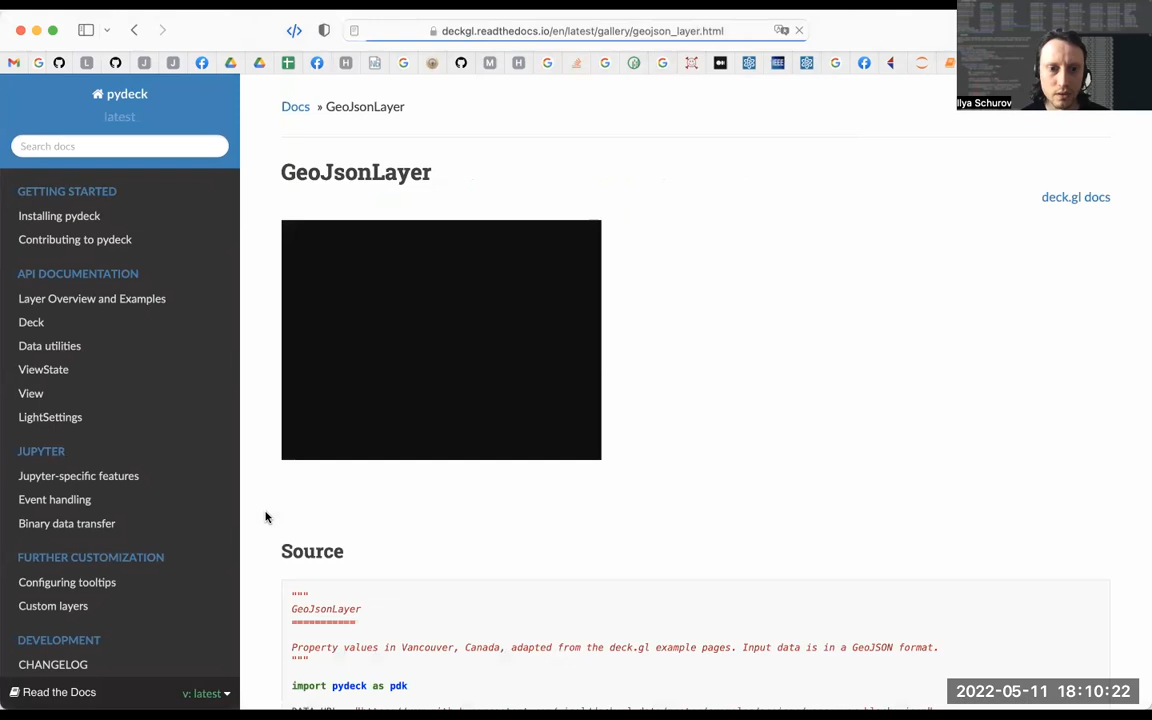 deckgl.readthedocs.io/en/latest/gallery/geojson_layer.html
Ilya Schurov
pydeck
latest
Search docs
GETTING STARTED
Installing pydeck
Contributing to pydeck
API DOCUMENTATION
Layer Overview and Examples
Deck
Data utilities
ViewState
View
LightSettings
JUPYTER
Jupyter-specific features
Event handling
Binary data transfer
FURTHER CUSTOMIZATION
Configuring tooltips
Custom layers
DEVELOPMENT
CHANGELOG
Read the Docs
v: latest
Docs » GeoJsonLayer
GeoJsonLayer
deck.gl docs
Source
"""
GeoJsonLayer
===========
Property values in Vancouver, Canada, adapted from the deck.gl example pages. Input data is in a GeoJSON format.
"""
import pydeck as pdk
2022-05-11 18:10:22